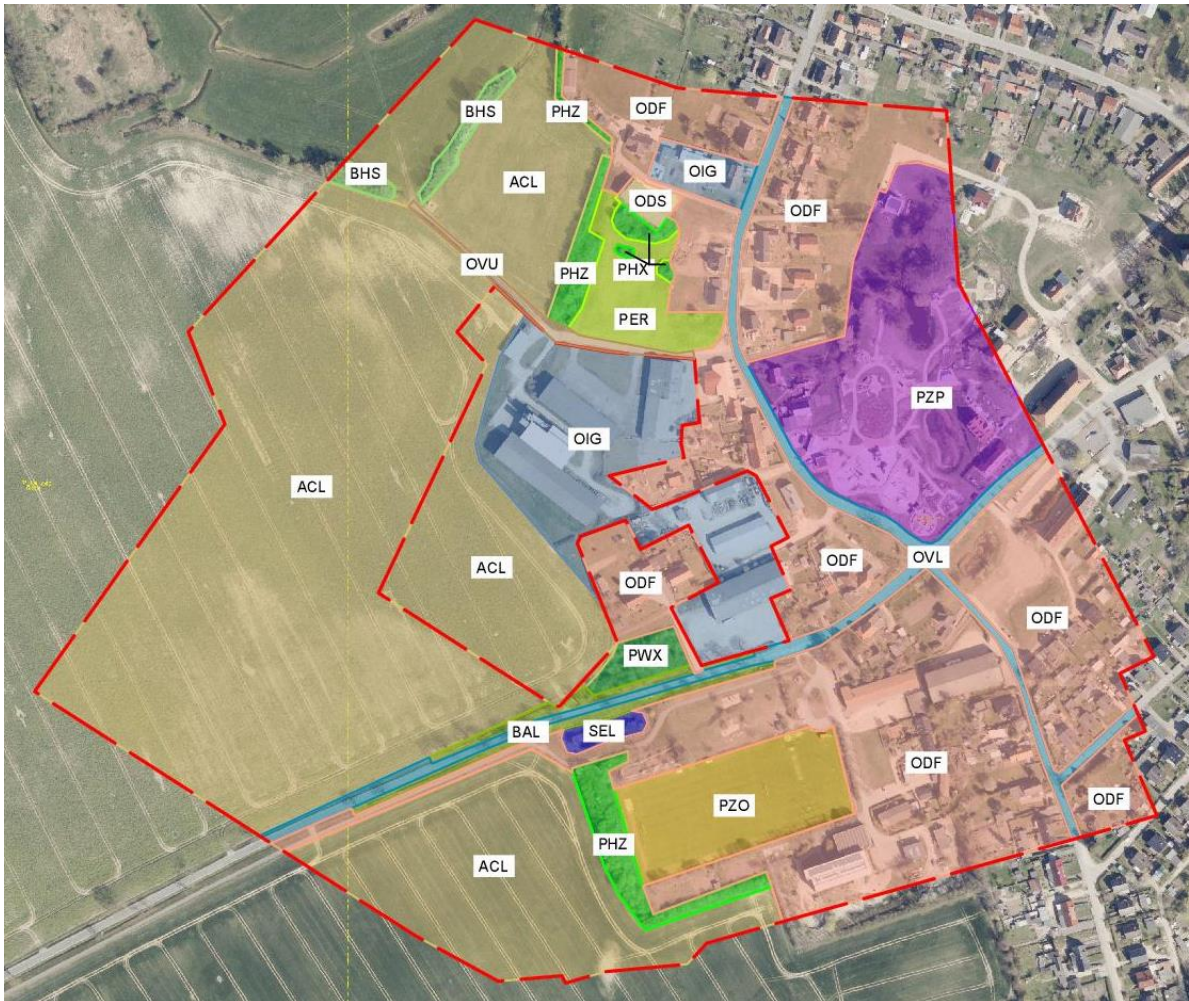 ODF
BHS
PHZ
OIG
BHS
ACL
ODS
ODF
OVU
PHZ
PHX
PER
PZP
OIG
ACL
OVL
ACL
ODF
ODF
ODF
PWX
BAL
SEL
ODF
ODF
PZO
PHZ
ACL